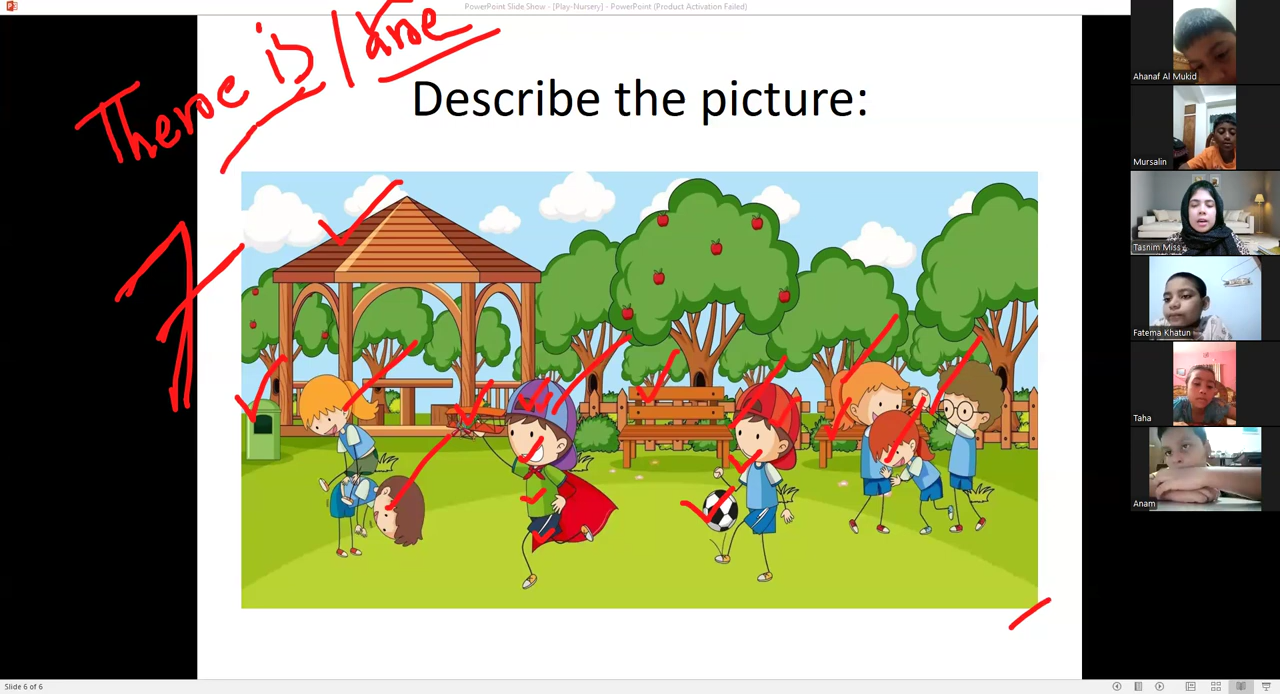 PowerPoint Slide Show - [Play-Nursery] - PowerPoint (Product Activation Failed)
There is / are
Describe the picture:
7
Ahanaf Al Mukid
Mursalin
Tasnim Miss
Fatema Khatun
Taha
Anam
Slide 6 of 6